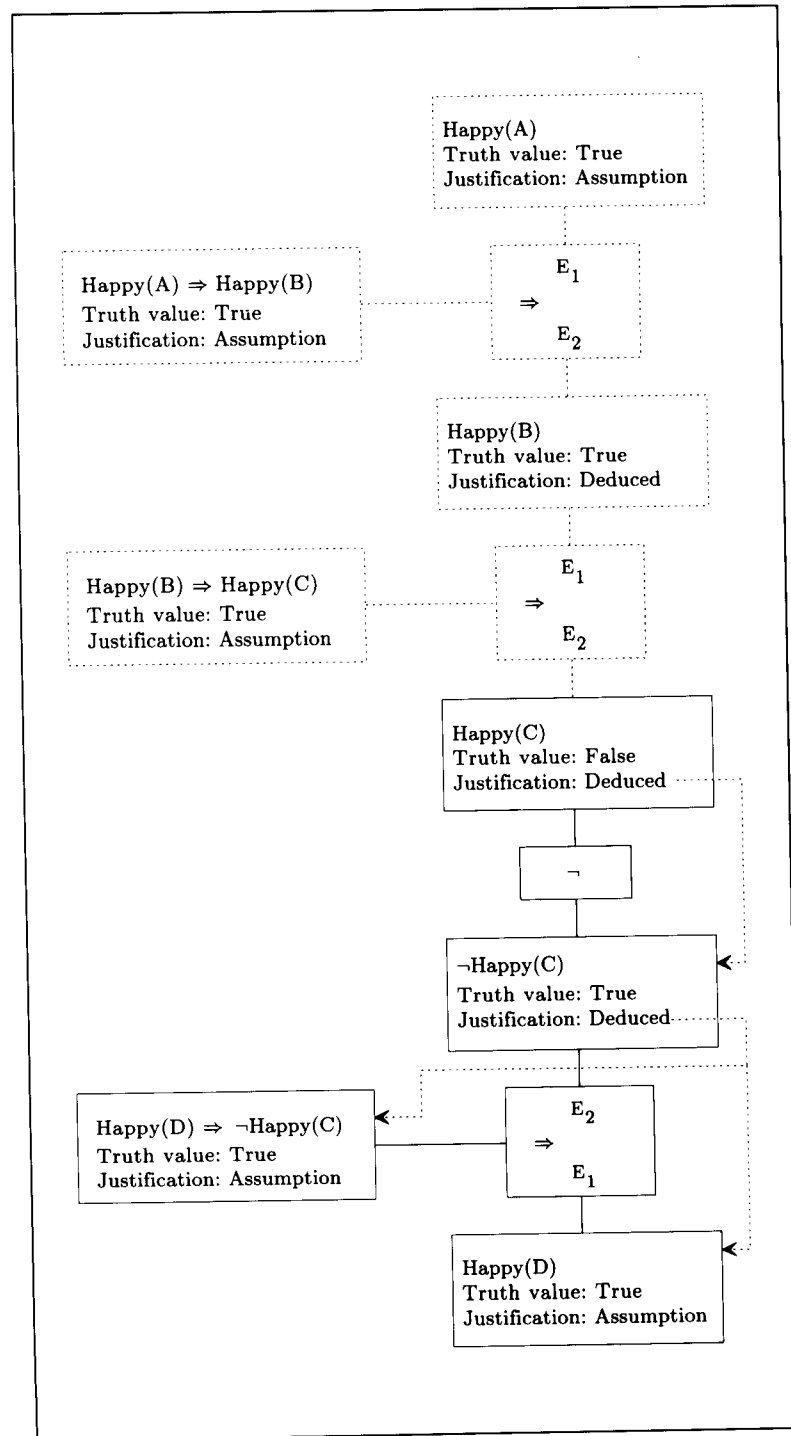 Happy(A)
Truth value: True
Justification: Assumption
Happy(A) ⇒ Happy(B)
Truth value: True
Justification: Assumption
E₁
⇒
E₂
Happy(B)
Truth value: True
Justification: Deduced
Happy(B) ⇒ Happy(C)
Truth value: True
Justification: Assumption
E₁
⇒
E₂
Happy(C)
Truth value: False
Justification: Deduced
¬
¬Happy(C)
Truth value: True
Justification: Deduced
Happy(D) ⇒ ¬Happy(C)
Truth value: True
Justification: Assumption
E₂
⇒
E₁
Happy(D)
Truth value: True
Justification: Assumption